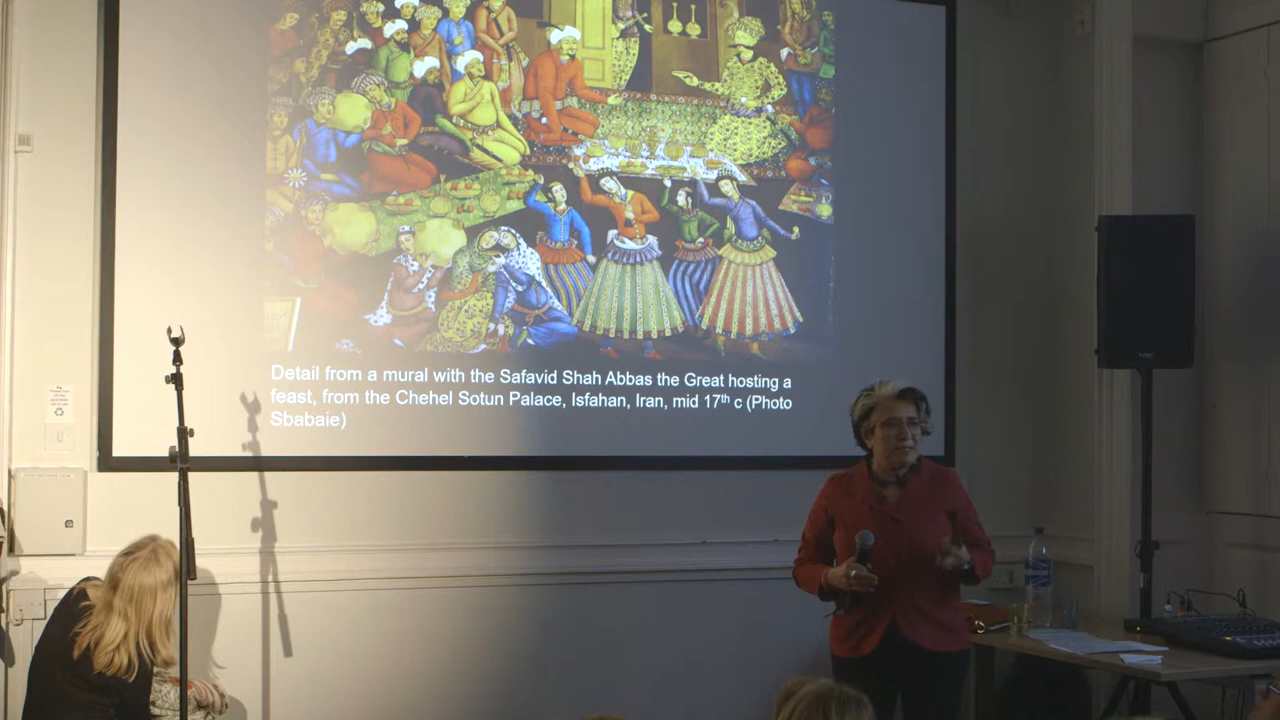 Detail from a mural with the Safavid Shah Abbas the Great hosting a
feast, from the Chehel Sotun Palace, Isfahan, Iran, mid 17th c (Photo
Sbabaie)